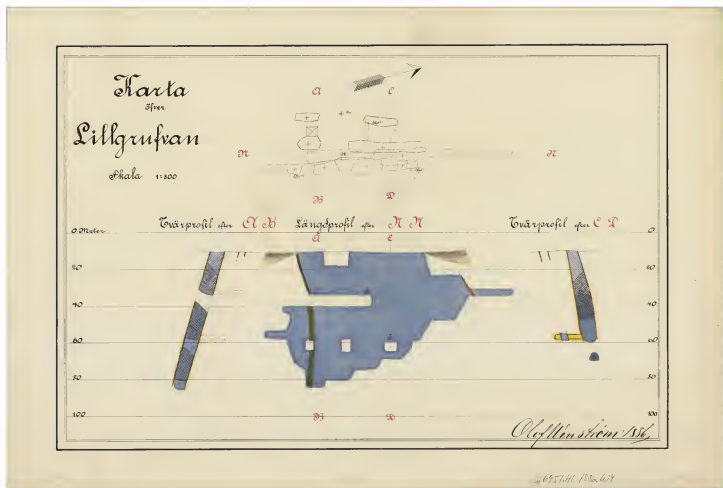 Karta
öfver
Lillgrufvan
Skala 1:800
A C
N N
B D
Tvärprofil efter A B Längdprofil efter N N Tvärprofil efter C D
0 Meter 0
A C
20 20
40 40
60 60
80 80
100 100
B D
Olof Wenström 1886